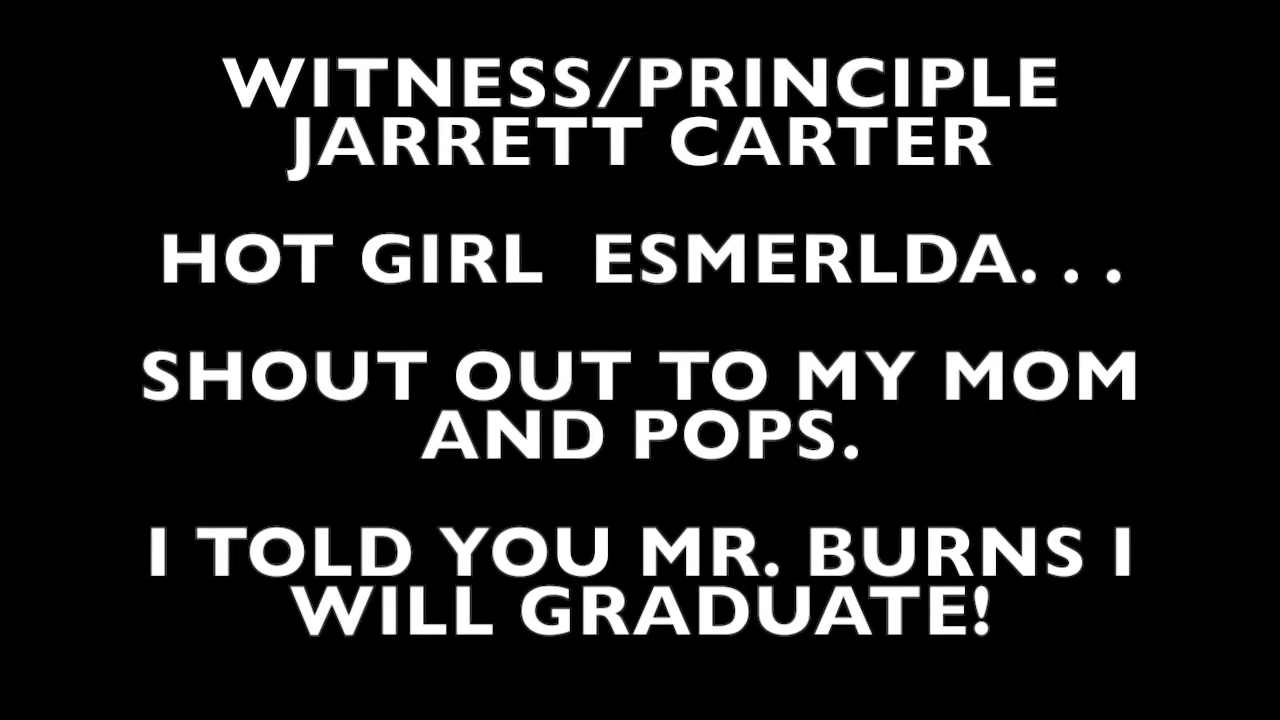 WITNESS/PRINCIPLE
JARRETT CARTER
HOT GIRL  ESMERLDA. . .
SHOUT OUT TO MY MOM
AND POPS.
I TOLD YOU MR. BURNS I
WILL GRADUATE!